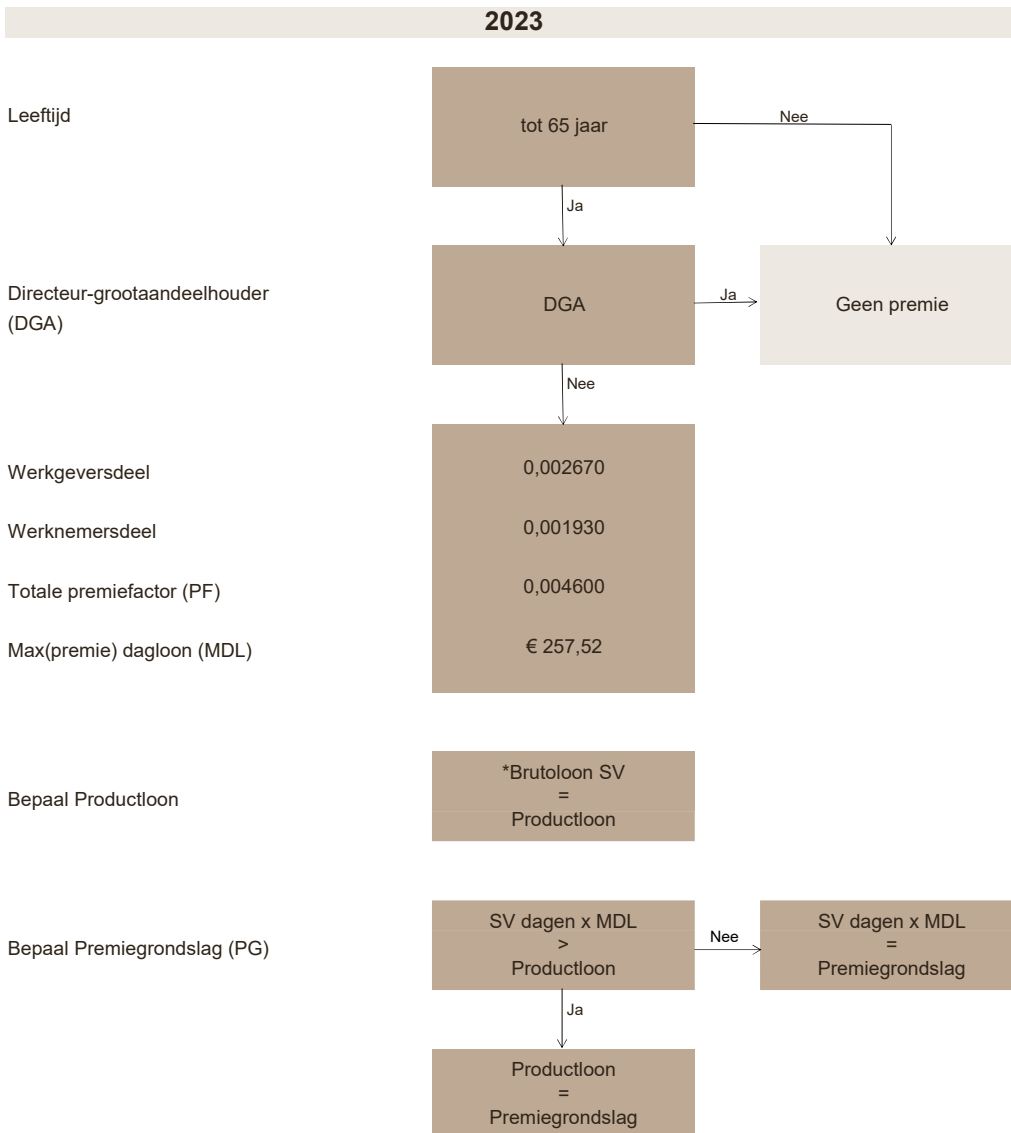 2023
Leeftijd
tot 65 jaar
Nee
Ja
Directeur-grootaandeelhouder
(DGA)
DGA
Ja
Geen premie
Nee
Werkgeversdeel
0,002670
Werknemersdeel
0,001930
Totale premiefactor (PF)
0,004600
Max(premie) dagloon (MDL)
€ 257,52
Bepaal Productloon
*Brutoloon SV
=
Productloon
Bepaal Premiegrondslag (PG)
SV dagen x MDL
>
Productloon
Nee
SV dagen x MDL
=
Premiegrondslag
Ja
Productloon
=
Premiegrondslag